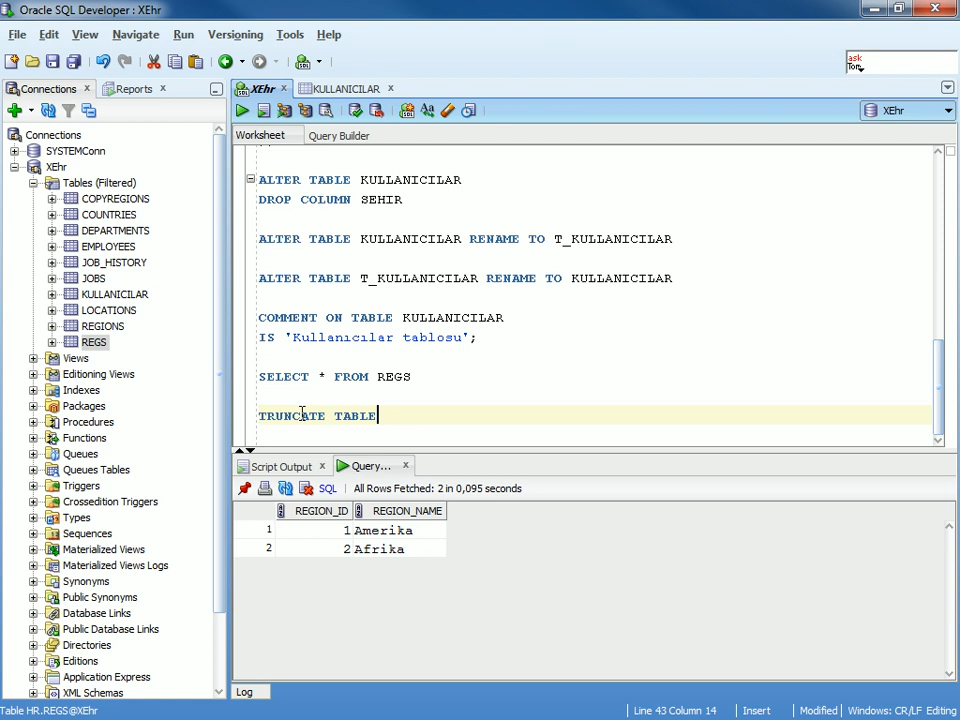 Oracle SQL Developer : XEhr
File Edit View Navigate Run Versioning Tools Help
ask
Tom
Connections Reports
XEhr KULLANICILAR
XEhr
Worksheet Query Builder
Connections
SYSTEMConn
XEhr
Tables (Filtered)
COPYREGIONS
COUNTRIES
DEPARTMENTS
EMPLOYEES
JOB_HISTORY
JOBS
KULLANICILAR
LOCATIONS
REGIONS
REGS
Views
Editioning Views
Indexes
Packages
Procedures
Functions
Queues
Queues Tables
Triggers
Crossedition Triggers
Types
Sequences
Materialized Views
Materialized Views Logs
Synonyms
Public Synonyms
Database Links
Public Database Links
Directories
Editions
Application Express
XML Schemas
ALTER TABLE KULLANICILAR
DROP COLUMN SEHIR
ALTER TABLE KULLANICILAR RENAME TO T_KULLANICILAR
ALTER TABLE T_KULLANICILAR RENAME TO KULLANICILAR
COMMENT ON TABLE KULLANICILAR
IS 'Kullanıcılar tablosu';
SELECT * FROM REGS
TRUNCATE TABLE
Script Output Query...
SQL All Rows Fetched: 2 in 0,095 seconds
REGION_ID REGION_NAME
1 1 Amerika
2 2 Afrika
Log
Table HR.REGS@XEhr Line 43 Column 14 Insert Modified Windows: CR/LF Editing